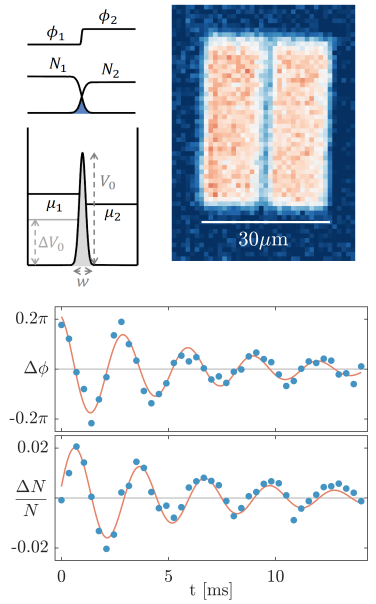 ϕ₁ ϕ₂
N₁ N₂
V₀
μ₁ μ₂
ΔV₀
w
30μm
0.2π
Δϕ
-0.2π
0.02
ΔN/N
-0.02
0 5 10
t [ms]